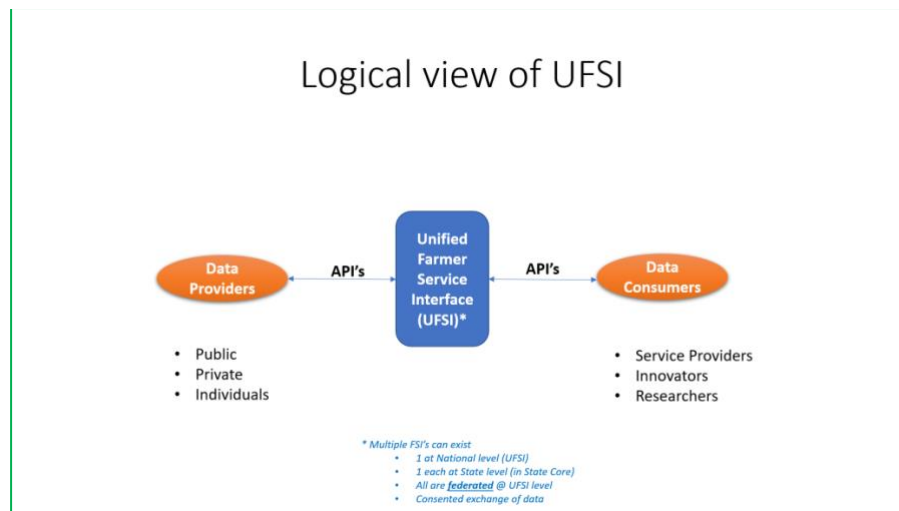 Logical view of UFSI
Data
Providers
API's
Unified
Farmer
Service
Interface
(UFSI)*
API's
Data
Consumers
• Public
• Private
• Individuals
• Service Providers
• Innovators
• Researchers
* Multiple FSI's can exist
• 1 at National level (UFSI)
• 1 each at State level (in State Core)
• All are federated @ UFSI level
• Consented exchange of data